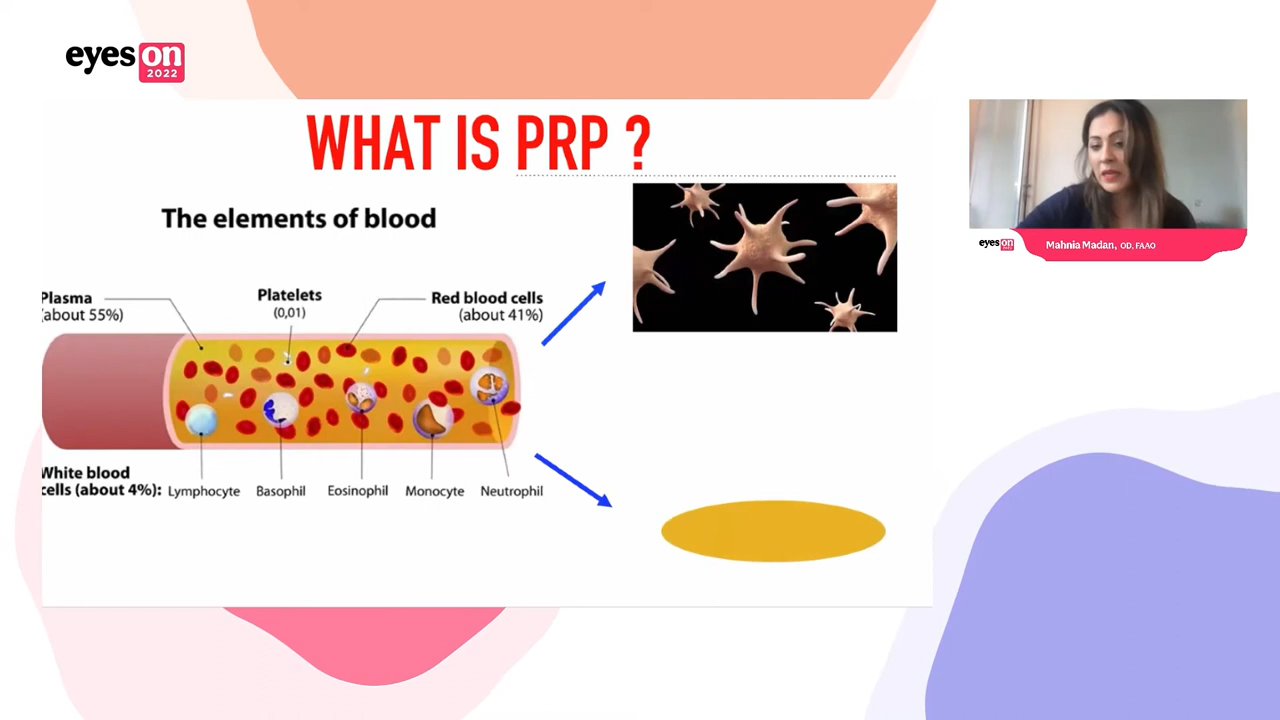 eyes on
2022
WHAT IS PRP ?
The elements of blood
Plasma
(about 55%)
Platelets
(0,01)
Red blood cells
(about 41%)
White blood
cells (about 4%):
Lymphocyte
Basophil
Eosinophil
Monocyte
Neutrophil
eyes on
2022
Mahnia Madan, OD, FAAO